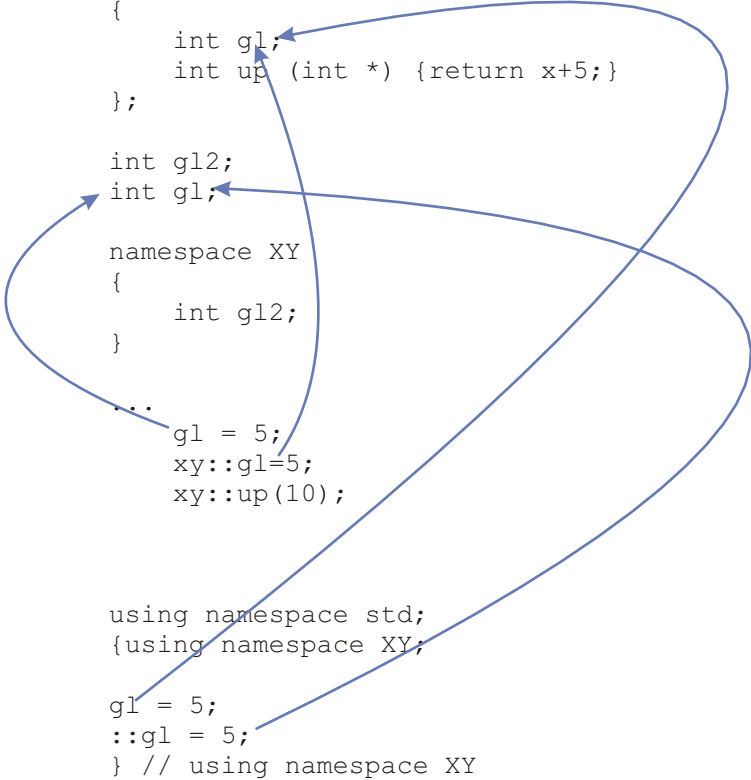 {
int gl;
int up (int *) {return x+5;}
};
int gl2;
int gl;
namespace XY
{
int gl2;
}
...
gl = 5;
xy::gl=5;
xy::up(10);
using namespace std;
{using namespace XY;
gl = 5;
::gl = 5;
} // using namespace XY